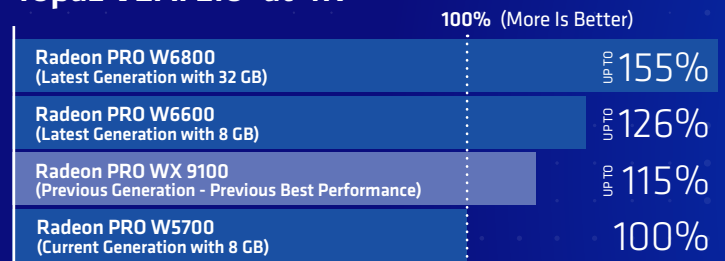 100% (More Is Better)
Radeon PRO W6800
(Latest Generation with 32 GB)
UP TO 155%
Radeon PRO W6600
(Latest Generation with 8 GB)
UP TO 126%
Radeon PRO WX 9100
(Previous Generation - Previous Best Performance)
UP TO 115%
Radeon PRO W5700
(Current Generation with 8 GB)
100%